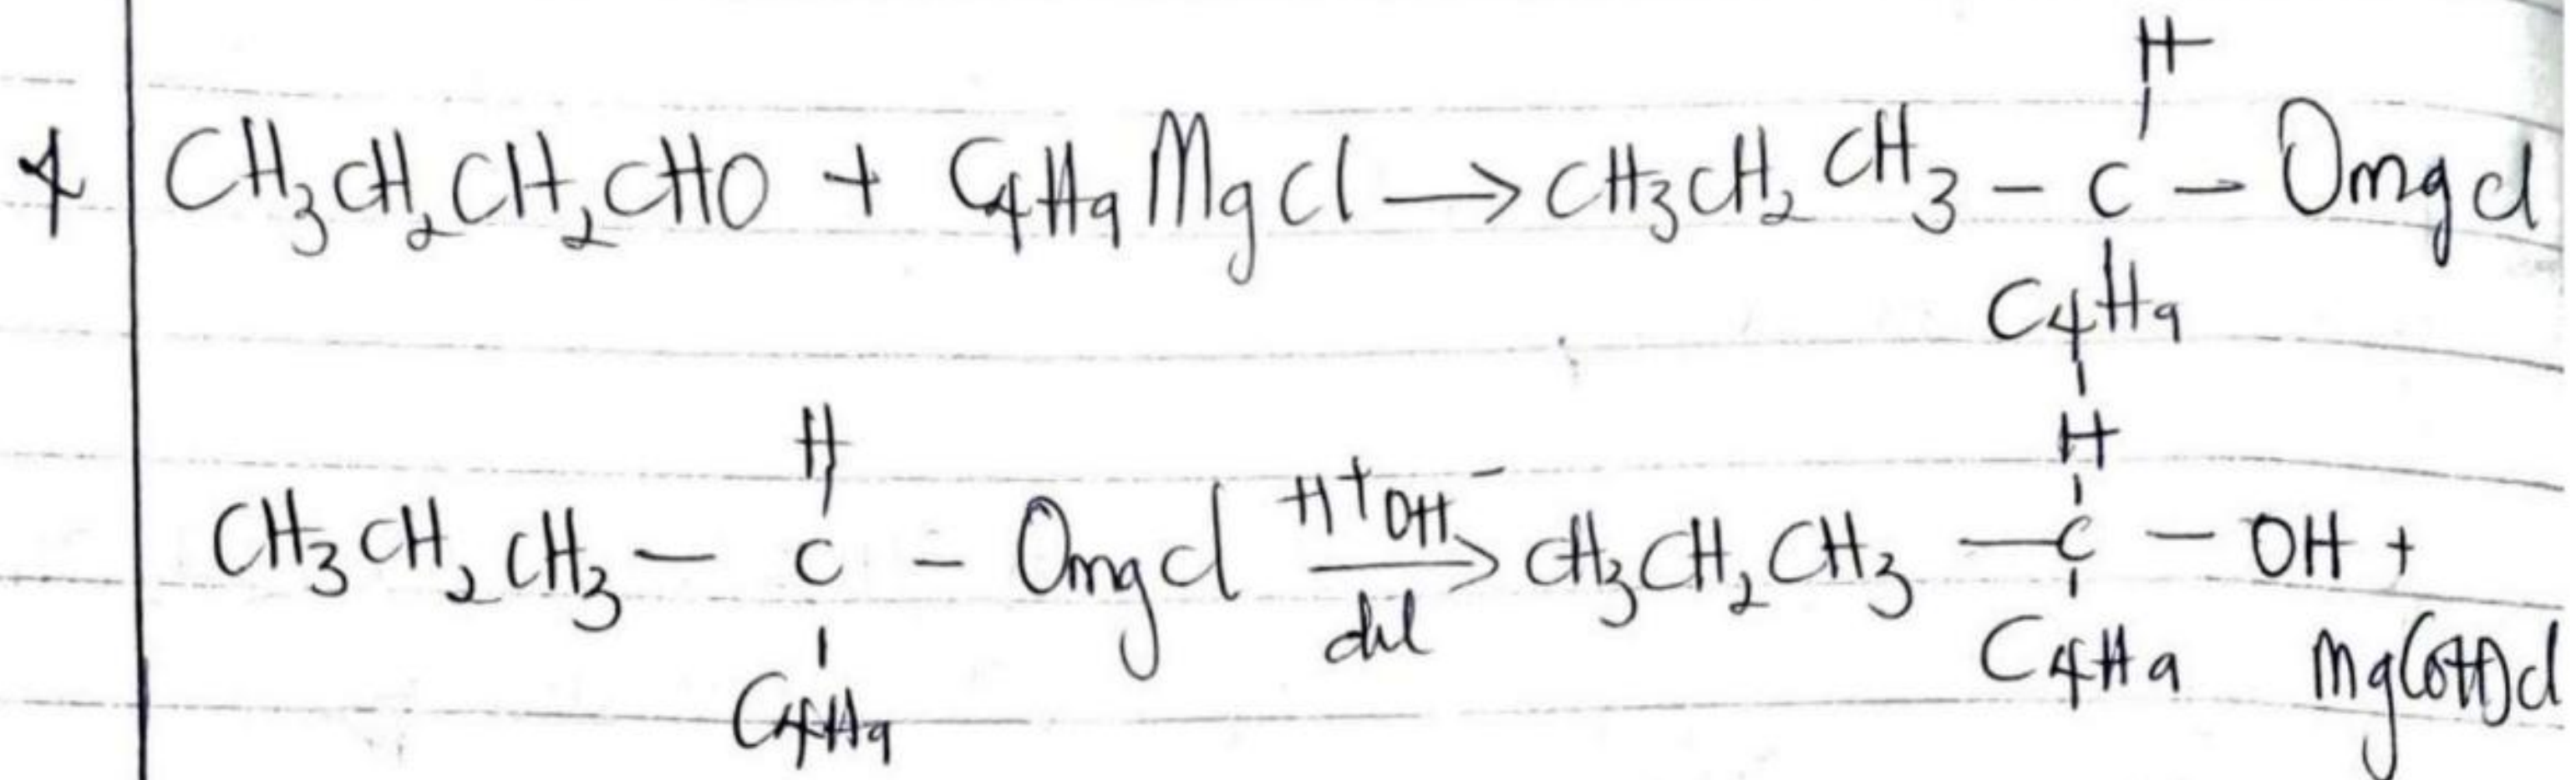 H
4 CH₃CH₂CH₂CHO + C₄H₉MgCl → CH₃CH₂CH₃ – C – Omgcl
C₄H₉
H H
CH₃CH₂CH₃ – C – Omgcl H⁺OH⁻ → dil CH₃CH₂CH₃ – C – OH +
C₄H₉ C₄H₉ mg(OH)cl